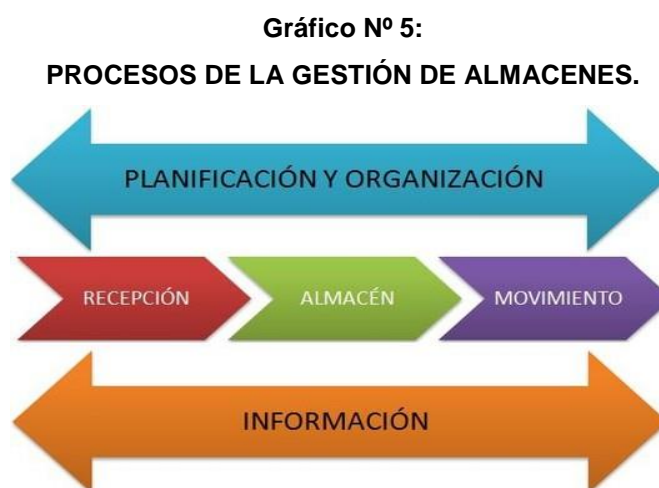 Gráfico Nº 5:
PROCESOS DE LA GESTIÓN DE ALMACENES.
PLANIFICACIÓN Y ORGANIZACIÓN
RECEPCIÓN
ALMACÉN
MOVIMIENTO
INFORMACIÓN